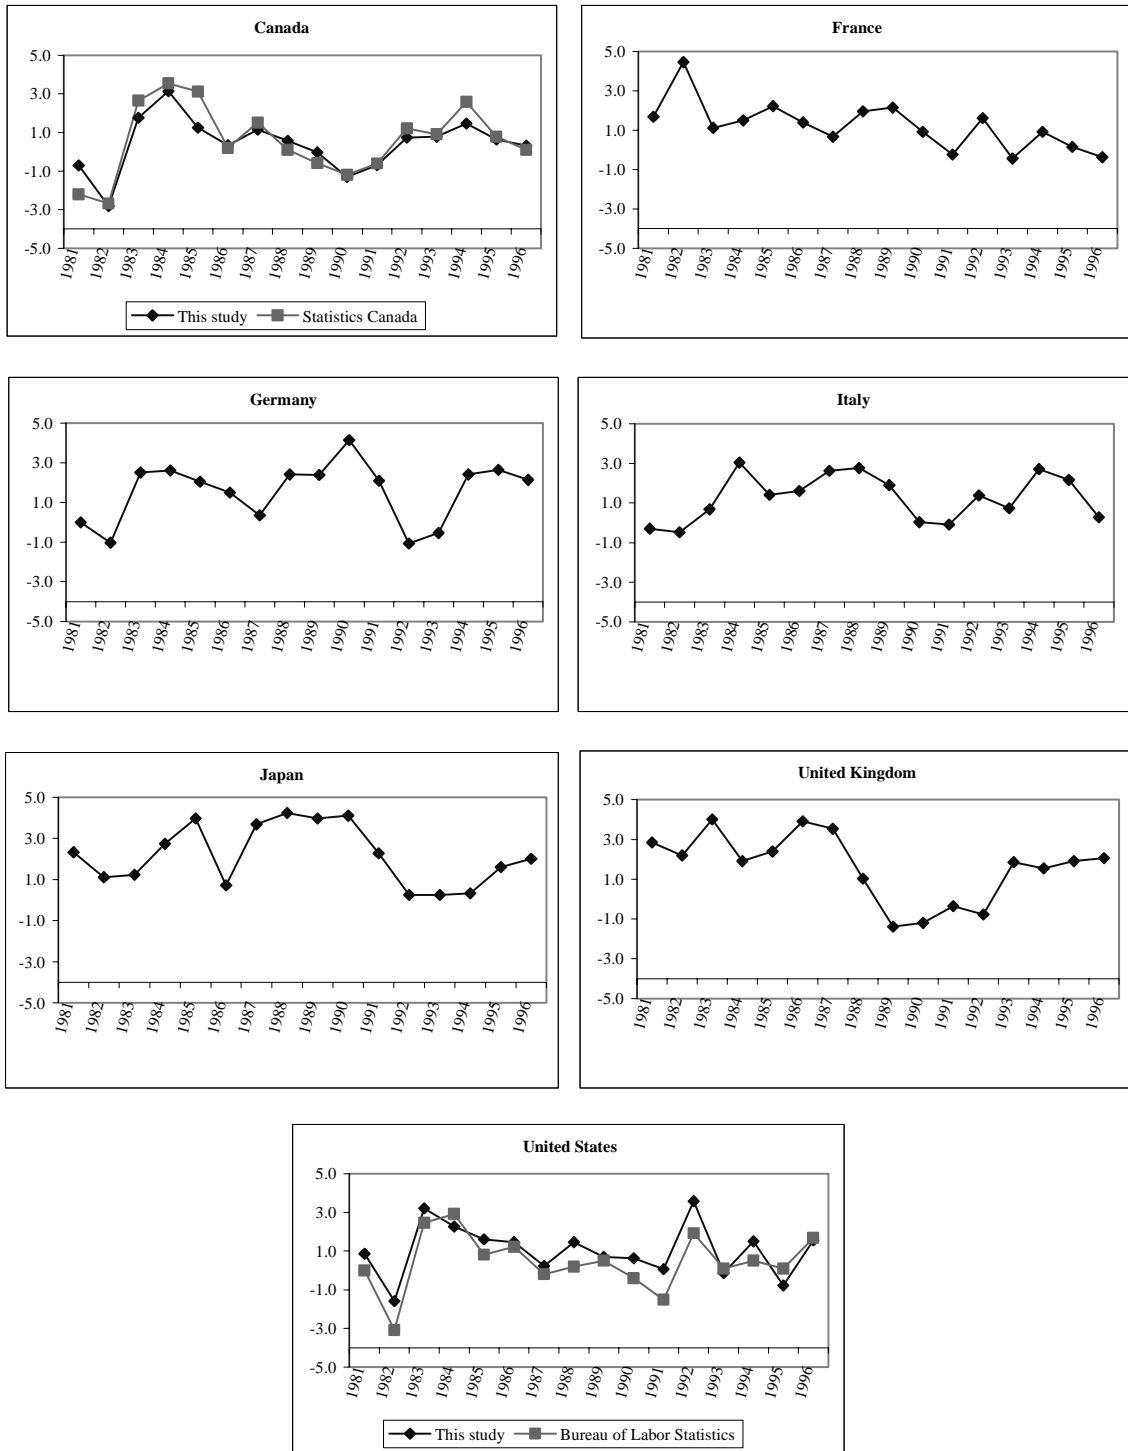 Canada
5.0
3.0
1.0
-1.0
-3.0
-5.0
1981 1982 1983 1984 1985 1986 1987 1988 1989 1990 1991 1992 1993 1994 1995 1996
This study Statistics Canada
France
5.0
3.0
1.0
-1.0
-3.0
-5.0
1981 1982 1983 1984 1985 1986 1987 1988 1989 1990 1991 1992 1993 1994 1995 1996
Germany
5.0
3.0
1.0
-1.0
-3.0
-5.0
1981 1982 1983 1984 1985 1986 1987 1988 1989 1990 1991 1992 1993 1994 1995 1996
Italy
5.0
3.0
1.0
-1.0
-3.0
-5.0
1981 1982 1983 1984 1985 1986 1987 1988 1989 1990 1991 1992 1993 1994 1995 1996
Japan
5.0
3.0
1.0
-1.0
-3.0
-5.0
1981 1982 1983 1984 1985 1986 1987 1988 1989 1990 1991 1992 1993 1994 1995 1996
United Kingdom
5.0
3.0
1.0
-1.0
-3.0
-5.0
1981 1982 1983 1984 1985 1986 1987 1988 1989 1990 1991 1992 1993 1994 1995 1996
United States
5.0
3.0
1.0
-1.0
-3.0
-5.0
1981 1982 1983 1984 1985 1986 1987 1988 1989 1990 1991 1992 1993 1994 1995 1996
This study Bureau of Labor Statistics